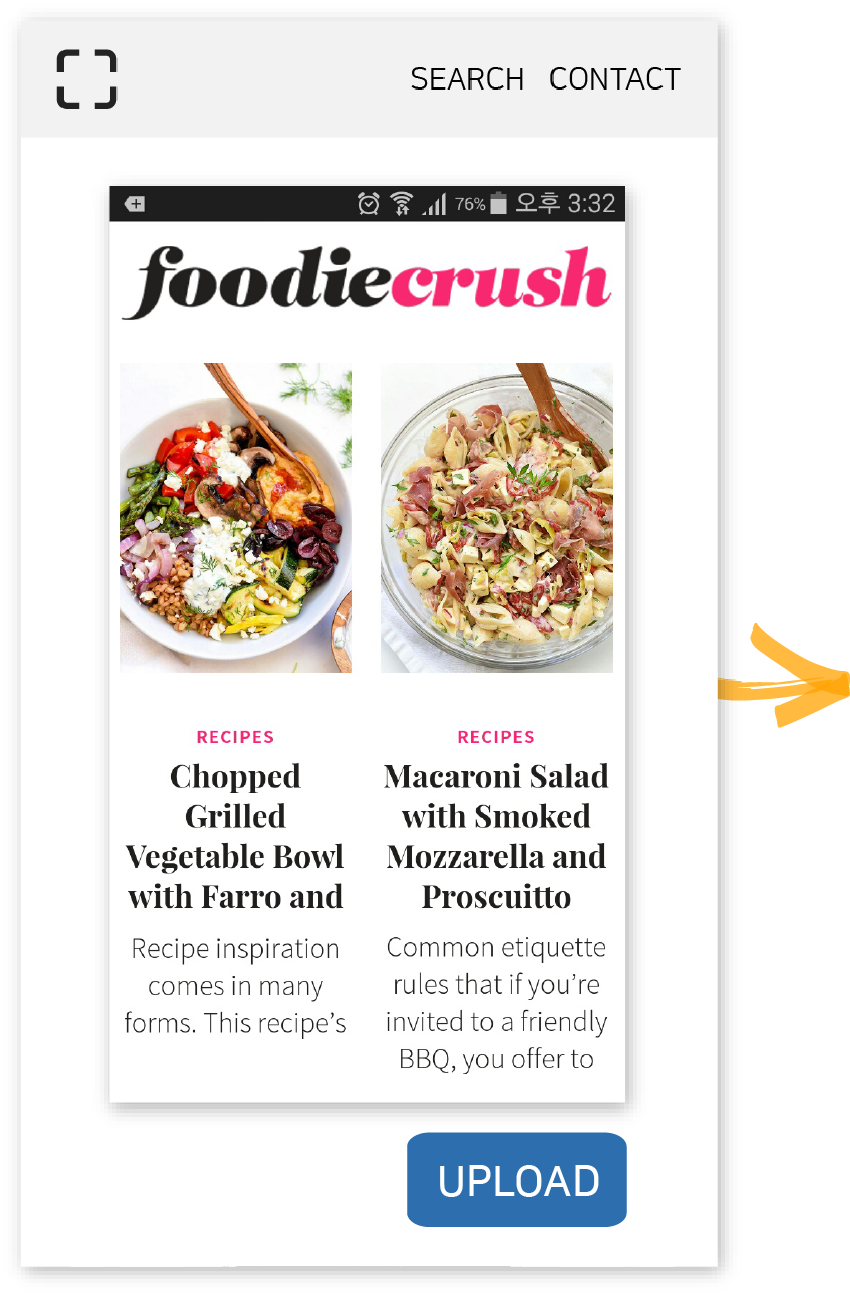 SEARCH CONTACT
76% 오후 3:32
foodiecrush
RECIPES
Chopped
Grilled
Vegetable Bowl
with Farro and
Recipe inspiration
comes in many
forms. This recipe’s
RECIPES
Macaroni Salad
with Smoked
Mozzarella and
Proscuitto
Common etiquette
rules that if you’re
invited to a friendly
BBQ, you offer to
UPLOAD